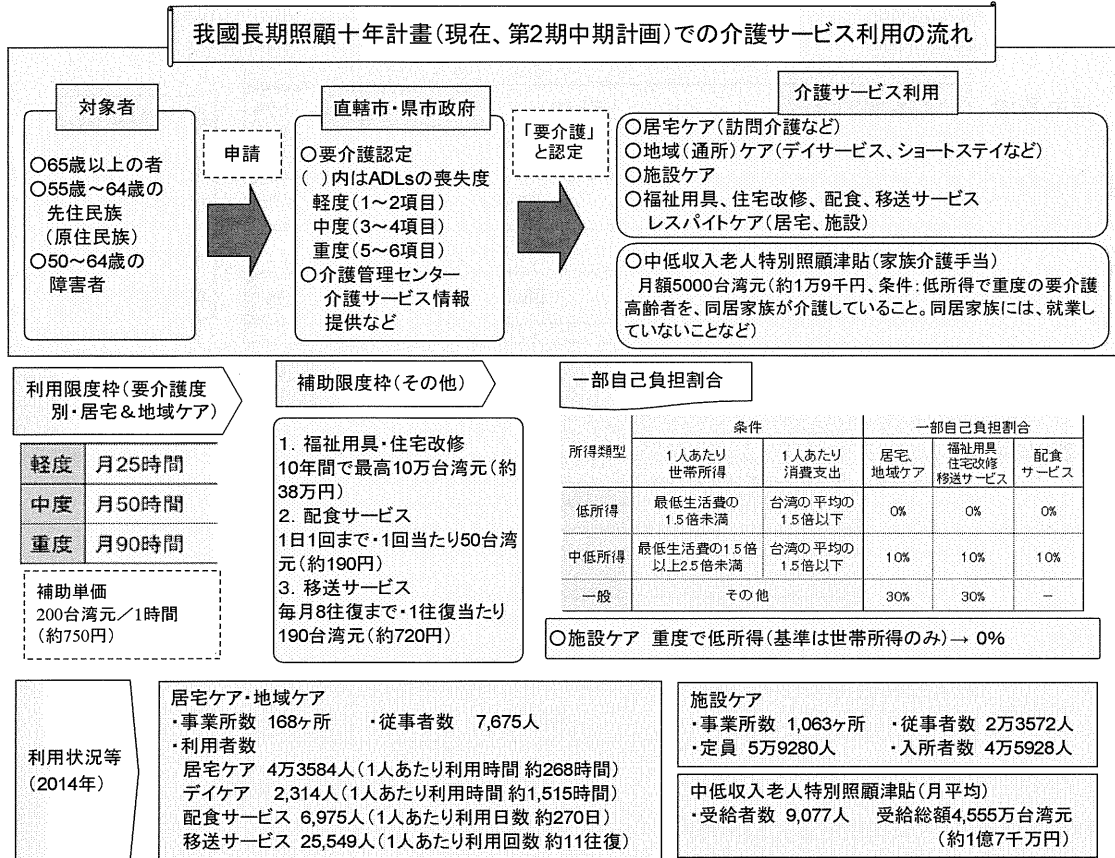 我國長期照顧十年計畫(現在、第2期中期計画)での介護サービス利用の流れ
対象者
○65歳以上の者
○55歳～64歳の
先住民族
(原住民族)
○50～64歳の
障害者
申請
直轄市・県市政府
○要介護認定
( )内はADLsの喪失度
軽度(1～2項目)
中度(3～4項目)
重度(5～6項目)
○介護管理センター
介護サービス情報
提供など
「要介護」
と認定
介護サービス利用
○居宅ケア(訪問介護など)
○地域(通所)ケア(デイサービス、ショートステイなど)
○施設ケア
○福祉用具、住宅改修、配食、移送サービス
レスパイトケア(居宅、施設)
○中低収入老人特別照顧津貼(家族介護手当)
月額5000台湾元(約1万9千円、条件:低所得で重度の要介護
高齢者を、同居家族が介護していること。同居家族には、就業し
ていないことなど)
利用限度枠(要介護度
別・居宅&地域ケア)
軽度 月25時間
中度 月50時間
重度 月90時間
補助単価
200台湾元／1時間
(約750円)
補助限度枠(その他)
1. 福祉用具・住宅改修
10年間で最高10万台湾元(約
38万円)
2. 配食サービス
1日1回まで・1回当たり50台湾
元(約190円)
3. 移送サービス
毎月8往復まで・1往復当たり
190台湾元(約720円)
一部自己負担割合
所得類型 条件 一部自己負担割合
1人あたり世帯所得 1人あたり消費支出 居宅、地域ケア 福祉用具住宅改修移送サービス 配食サービス
低所得 最低生活費の1.5倍未満 台湾の平均の1.5倍以下 0% 0% 0%
中低所得 最低生活費の1.5倍以上2.5倍未満 台湾の平均の1.5倍以下 10% 10% 10%
一般 その他 30% 30% －
○施設ケア 重度で低所得(基準は世帯所得のみ)→ 0%
利用状況等
(2014年)
居宅ケア・地域ケア
・事業所数 168ヶ所 ・従事者数 7,675人
・利用者数
居宅ケア 4万3584人(1人あたり利用時間 約268時間)
デイケア 2,314人(1人あたり利用時間 約1,515時間)
配食サービス 6,975人(1人あたり利用日数 約270日)
移送サービス 25,549人(1人あたり利用回数 約11往復)
施設ケア
・事業所数 1,063ヶ所 ・従事者数 2万3572人
・定員 5万9280人 ・入所者数 4万5928人
中低収入老人特別照顧津貼(月平均)
・受給者数 9,077人 受給総額4,555万台湾元
(約1億7千万円)